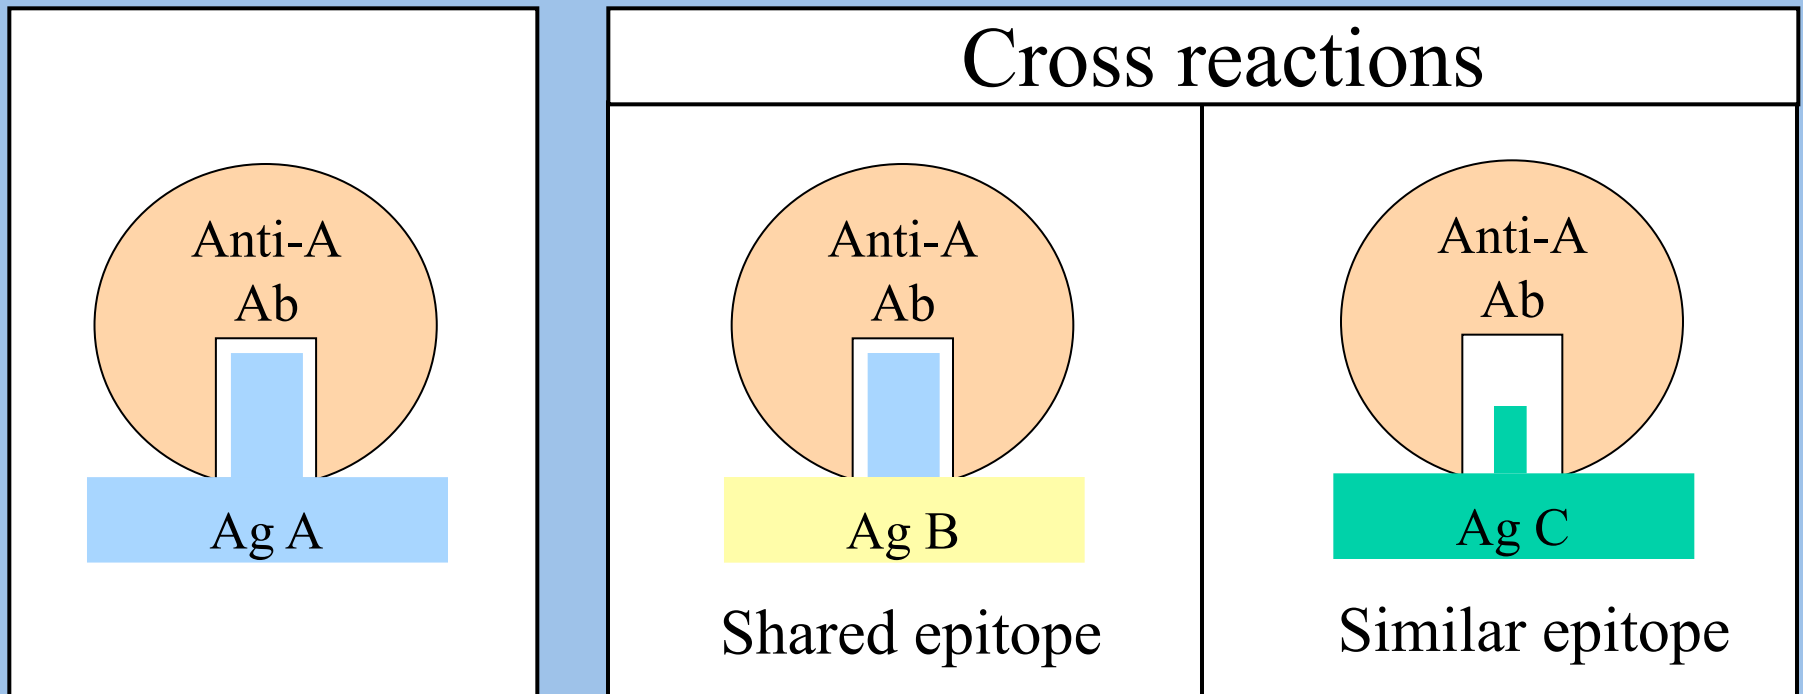 Cross reactions
Anti-A
Ab
Ag A
Anti-A
Ab
Ag B
Shared epitope
Anti-A
Ab
Ag C
Similar epitope